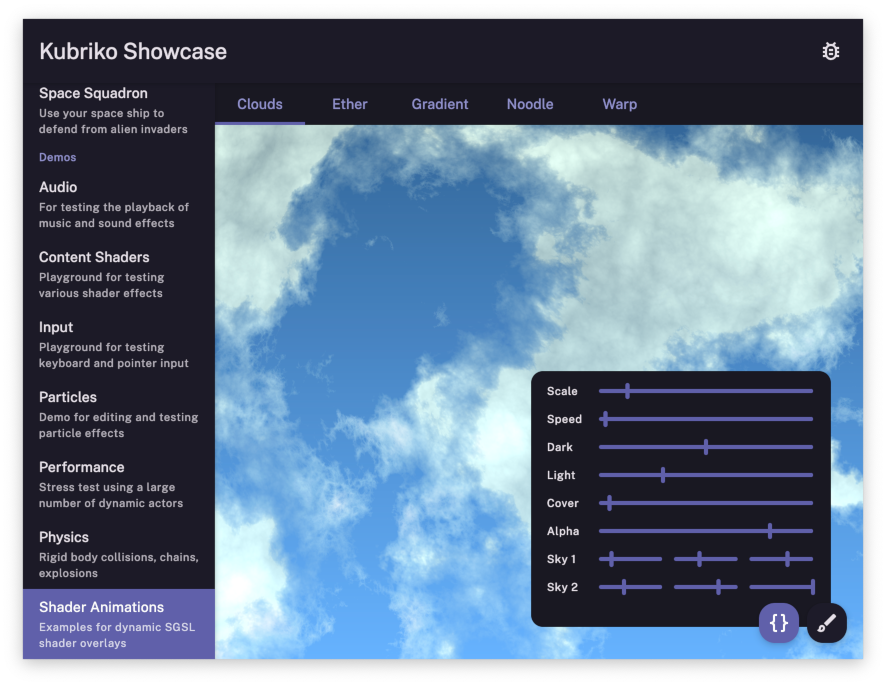 Kubriko Showcase
Space Squadron
Use your space ship to
defend from alien invaders
Demos
Audio
For testing the playback of
music and sound effects
Content Shaders
Playground for testing
various shader effects
Input
Playground for testing
keyboard and pointer input
Particles
Demo for editing and testing
particle effects
Performance
Stress test using a large
number of dynamic actors
Physics
Rigid body collisions, chains,
explosions
Shader Animations
Examples for dynamic SGSL
shader overlays
Clouds
Ether
Gradient
Noodle
Warp
Scale
Speed
Dark
Light
Cover
Alpha
Sky 1
Sky 2
{}